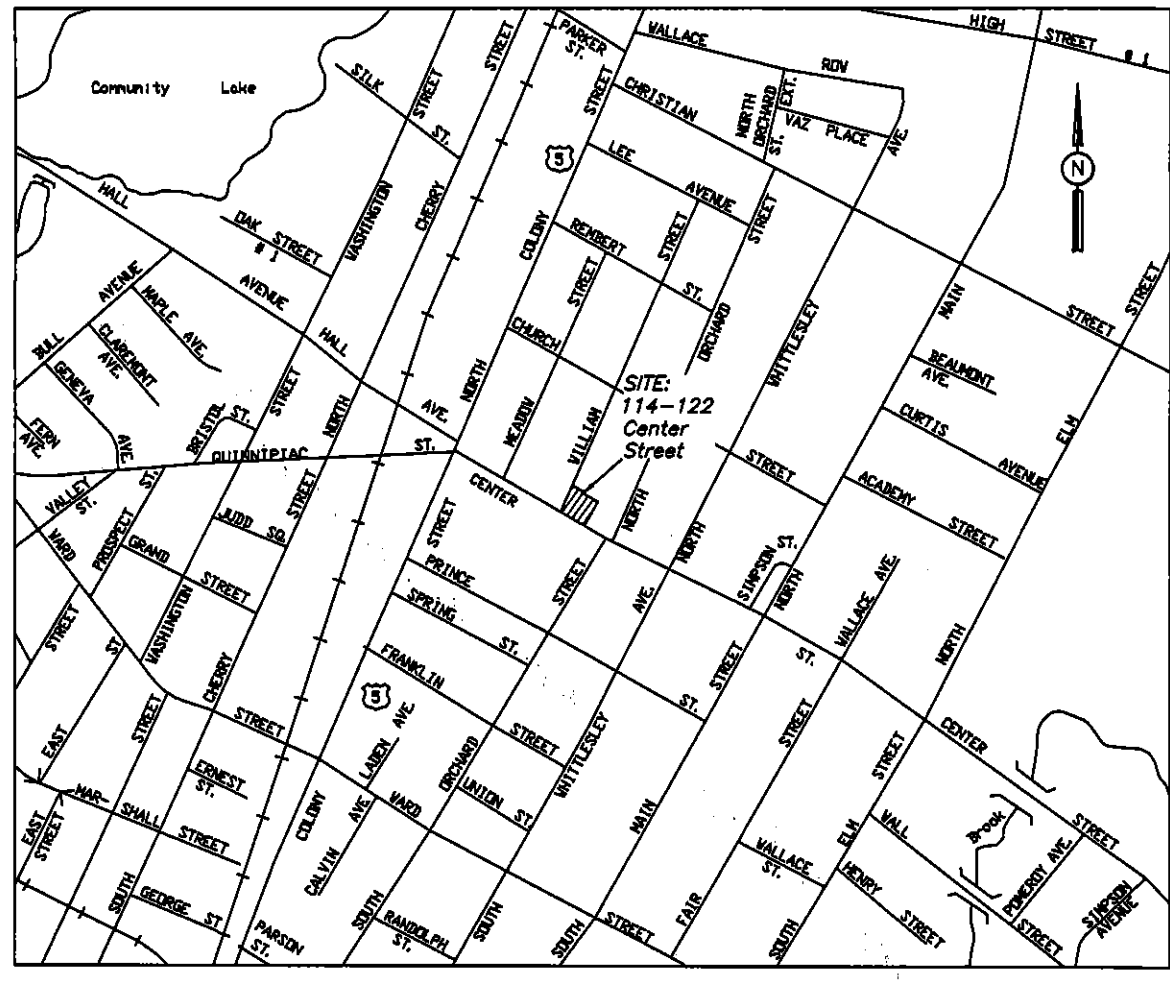 Community Lake
HIGH STREET # 1
PARKER ST.
WALLACE ROW
SILK ST.
WASHINGTON STREET
NORTH CHERRY STREET
NORTH COLONY STREET
5
CHRISTIAN STREET
NORTH ORCHARD ST. EXT.
VAZ PLACE
N
LEE AVENUE
REMBERT ST.
CHURCH STREET
MEADOW STREET
WILLIAM STREET
NORTH ORCHARD STREET
NORTH WHITTLESLEY AVE.
NORTH MAIN STREET
NORTH ELM STREET
HALL AVENUE
HALL AVE.
OAK STREET # 1
BULL AVENUE
MAPLE AVE.
CLAREMONT AVE.
GENEVA AVE.
FERN AVE.
BRISTOL ST.
QUINNIPIAC ST.
SITE:
114-122
Center
Street
BEAUMONT AVE.
CURTIS AVENUE
ACADEMY STREET
SIMPSON ST.
WALLACE AVE.
CENTER ST.
VALLEY ST.
WARD STREET
PROSPECT ST.
JUDD SQ.
GRAND STREET
WASHINGTON STREET
CHERRY STREET
PRINCE ST.
SPRING ST.
FRANKLIN STREET
5
LADEN AVE.
CALVIN AVE.
UNION ST.
WARD STREET
SOUTH ORCHARD STREET
SOUTH WHITTLESLEY AVE.
SOUTH MAIN STREET
FAIR STREET
SOUTH ELM STREET
CENTER STREET
EAST STREET
EAST ST.
MAR-SHALL STREET
ERNEST ST.
SOUTH
GEORGE ST.
COLONY STREET
PARSON ST.
RANDOLPH ST.
WALLACE ST.
HENRY STREET
WALL STREET
Brook
POMEROY AVE.
SIMPSON AVENUE